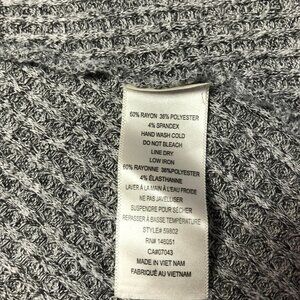 60% RAYON 36% POLYESTER
4% SPANDEX
HAND WASH COLD
DO NOT BLEACH
LINE DRY
LOW IRON
60% RAYONNE 36%POLYESTER
4% ÉLASTHANNE
LAVER À LA MAIN À L'EAU FROIDE
NE PAS JAVELLISER
SUSPENDRE POUR SÉCHER
REPASSER À BASSE TEMPÉRATURE
STYLE# 59802
RN# 146051
CA#07043
MADE IN VIET NAM
FABRIQUÉ AU VIETNAM